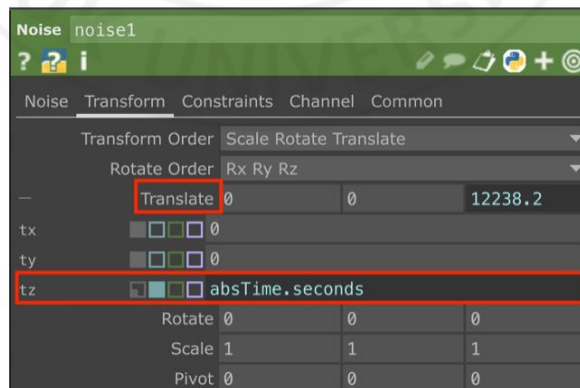 Noise noise1
? ? i
Noise Transform Constraints Channel Common
Transform Order Scale Rotate Translate
Rotate Order Rx Ry Rz
Translate 0 0 12238.2
tx 0
ty 0
tz absTime.seconds
Rotate 0 0 0
Scale 1 1 1
Pivot 0 0 0